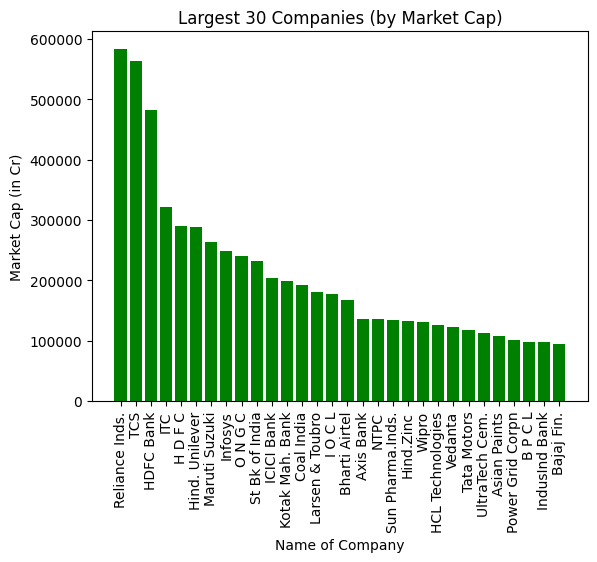 Largest 30 Companies (by Market Cap)
Market Cap (in Cr)
600000
500000
400000
300000
200000
100000
0
Reliance Inds.
TCS
HDFC Bank
ITC
H D F C
Hind. Unilever
Maruti Suzuki
Infosys
O N G C
St Bk of India
ICICI Bank
Kotak Mah. Bank
Coal India
Larsen & Toubro
I O C L
Bharti Airtel
Axis Bank
NTPC
Sun Pharma.Inds.
Hind.Zinc
Wipro
HCL Technologies
Vedanta
Tata Motors
UltraTech Cem.
Asian Paints
Power Grid Corpn
B P C L
IndusInd Bank
Bajaj Fin.
Name of Company